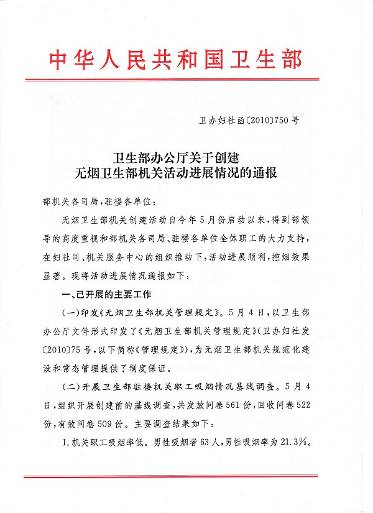 中华人民共和国卫生部
卫办妇社函〔2010〕750号
卫生部办公厅关于创建
无烟卫生部机关活动进展情况的通报
部机关各司局,驻楼各单位:
无烟卫生部机关创建活动自今年5月份启动以来,得到部领
导的高度重视和部机关各司局、驻楼各单位全体职工的大力支持,
在妇社司、机关服务中心的组织推动下,活动进展顺利,控烟效果
显著。现将活动进展情况通报如下:
一、已开展的主要工作
(一)印发《无烟卫生部机关管理规定》。5月4日,以卫生部
办公厅文件形式印发了《无烟卫生部机关管理规定》(卫办妇社发
〔2010〕75号,以下简称《管理规定》),为无烟卫生部机关规范化建
设和常态管理提供了制度保证。
(二)开展卫生部驻楼机关职工吸烟情况基线调查。5月4
日,组织开展创建前的基线调查,共发放问卷561份,回收问卷522
份,有效问卷509份。主要调查结果如下:
1.机关职工吸烟率低。男性吸烟者63人,男性吸烟率为21.3%。